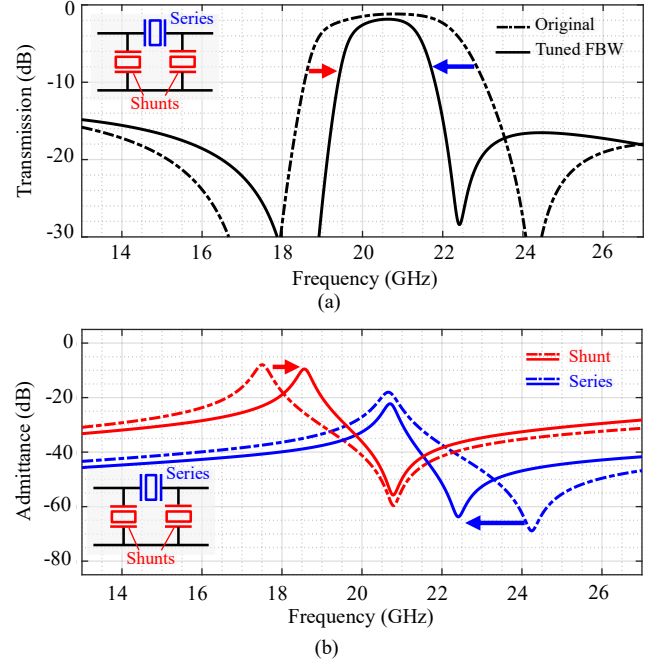 0
-10
-20
-30
Transmission (dB)
Series
Shunts
Original
Tuned FBW
14 16 18 20 22 24 26
Frequency (GHz)
(a)
0
-20
-40
-60
-80
Admittance (dB)
Shunt
Series
Series
Shunts
14 16 18 20 22 24 26
Frequency (GHz)
(b)